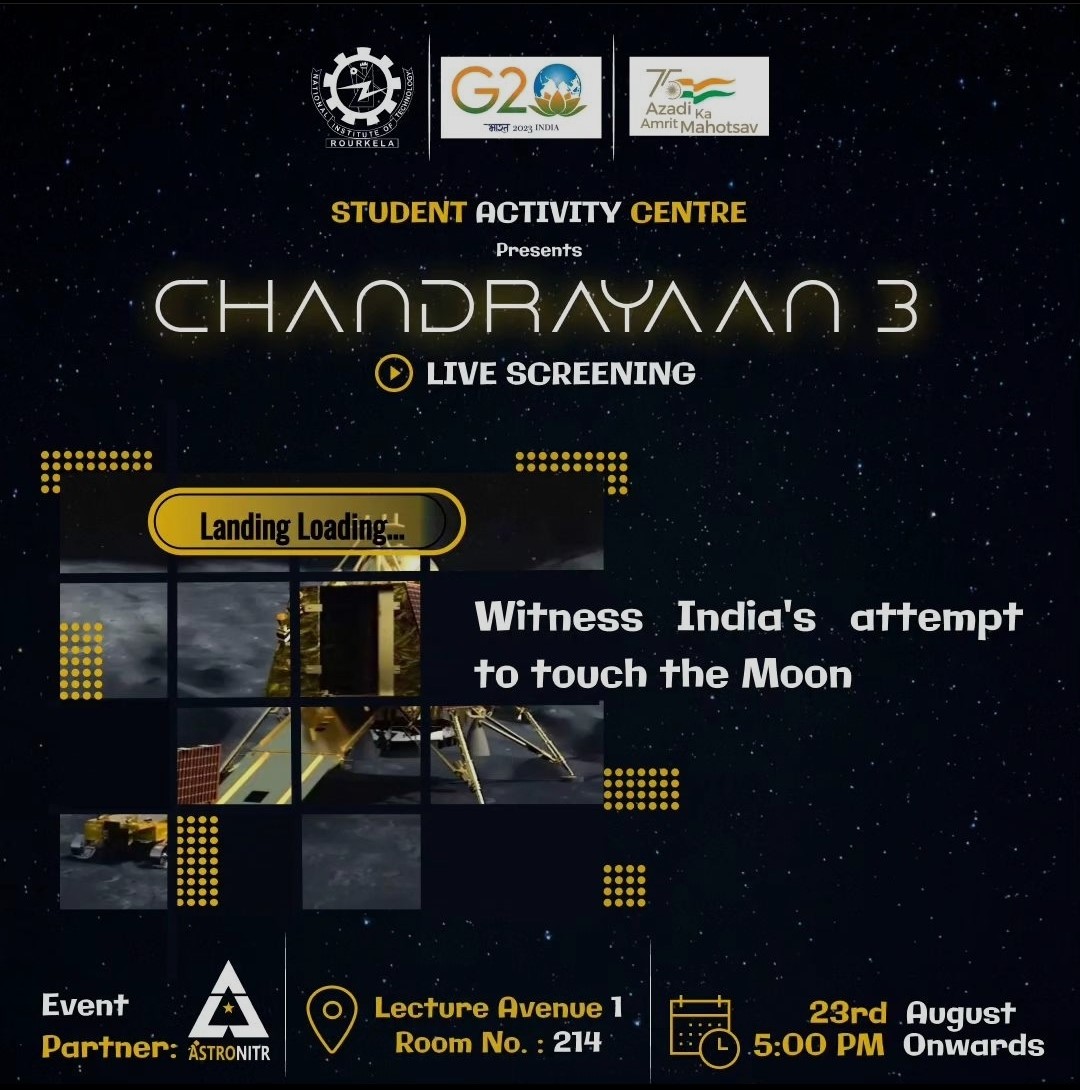 NATIONAL INSTITUTE OF TECHNOLOGY
ROURKELA
G20
भारत 2023 INDIA
75
Azadi Ka
Amrit Mahotsav
STUDENT ACTIVITY CENTRE
Presents
CHANDRAYAAN 3
LIVE SCREENING
Landing Loading...
Witness India's attempt
to touch the Moon
Event
Partner:
ASTRONITR
Lecture Avenue 1
Room No. : 214
23rd August
5:00 PM Onwards